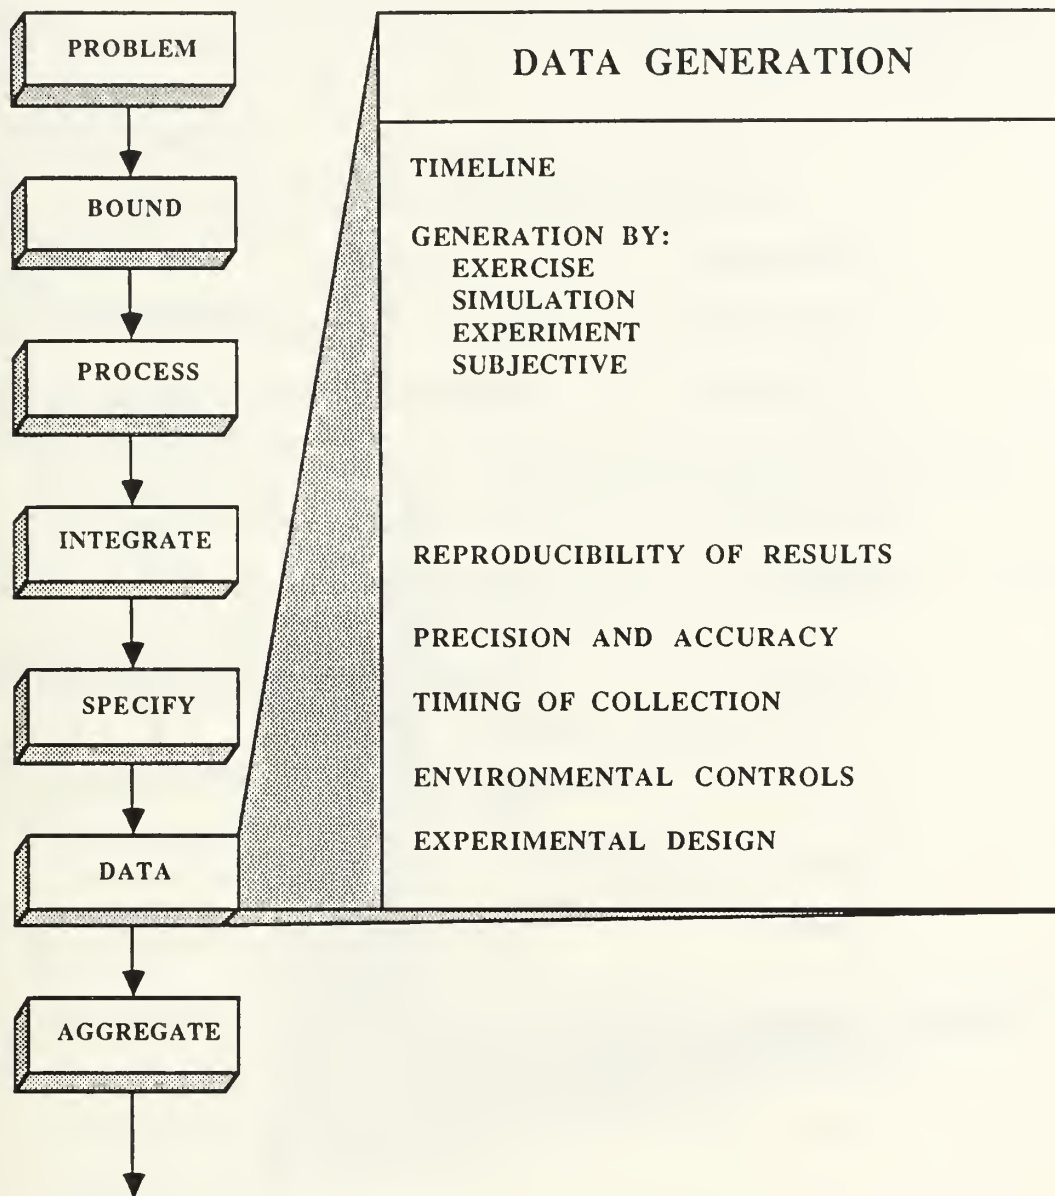 PROBLEM
BOUND
PROCESS
INTEGRATE
SPECIFY
DATA
AGGREGATE
DATA GENERATION
TIMELINE
GENERATION BY:
EXERCISE
SIMULATION
EXPERIMENT
SUBJECTIVE
REPRODUCIBILITY OF RESULTS
PRECISION AND ACCURACY
TIMING OF COLLECTION
ENVIRONMENTAL CONTROLS
EXPERIMENTAL DESIGN